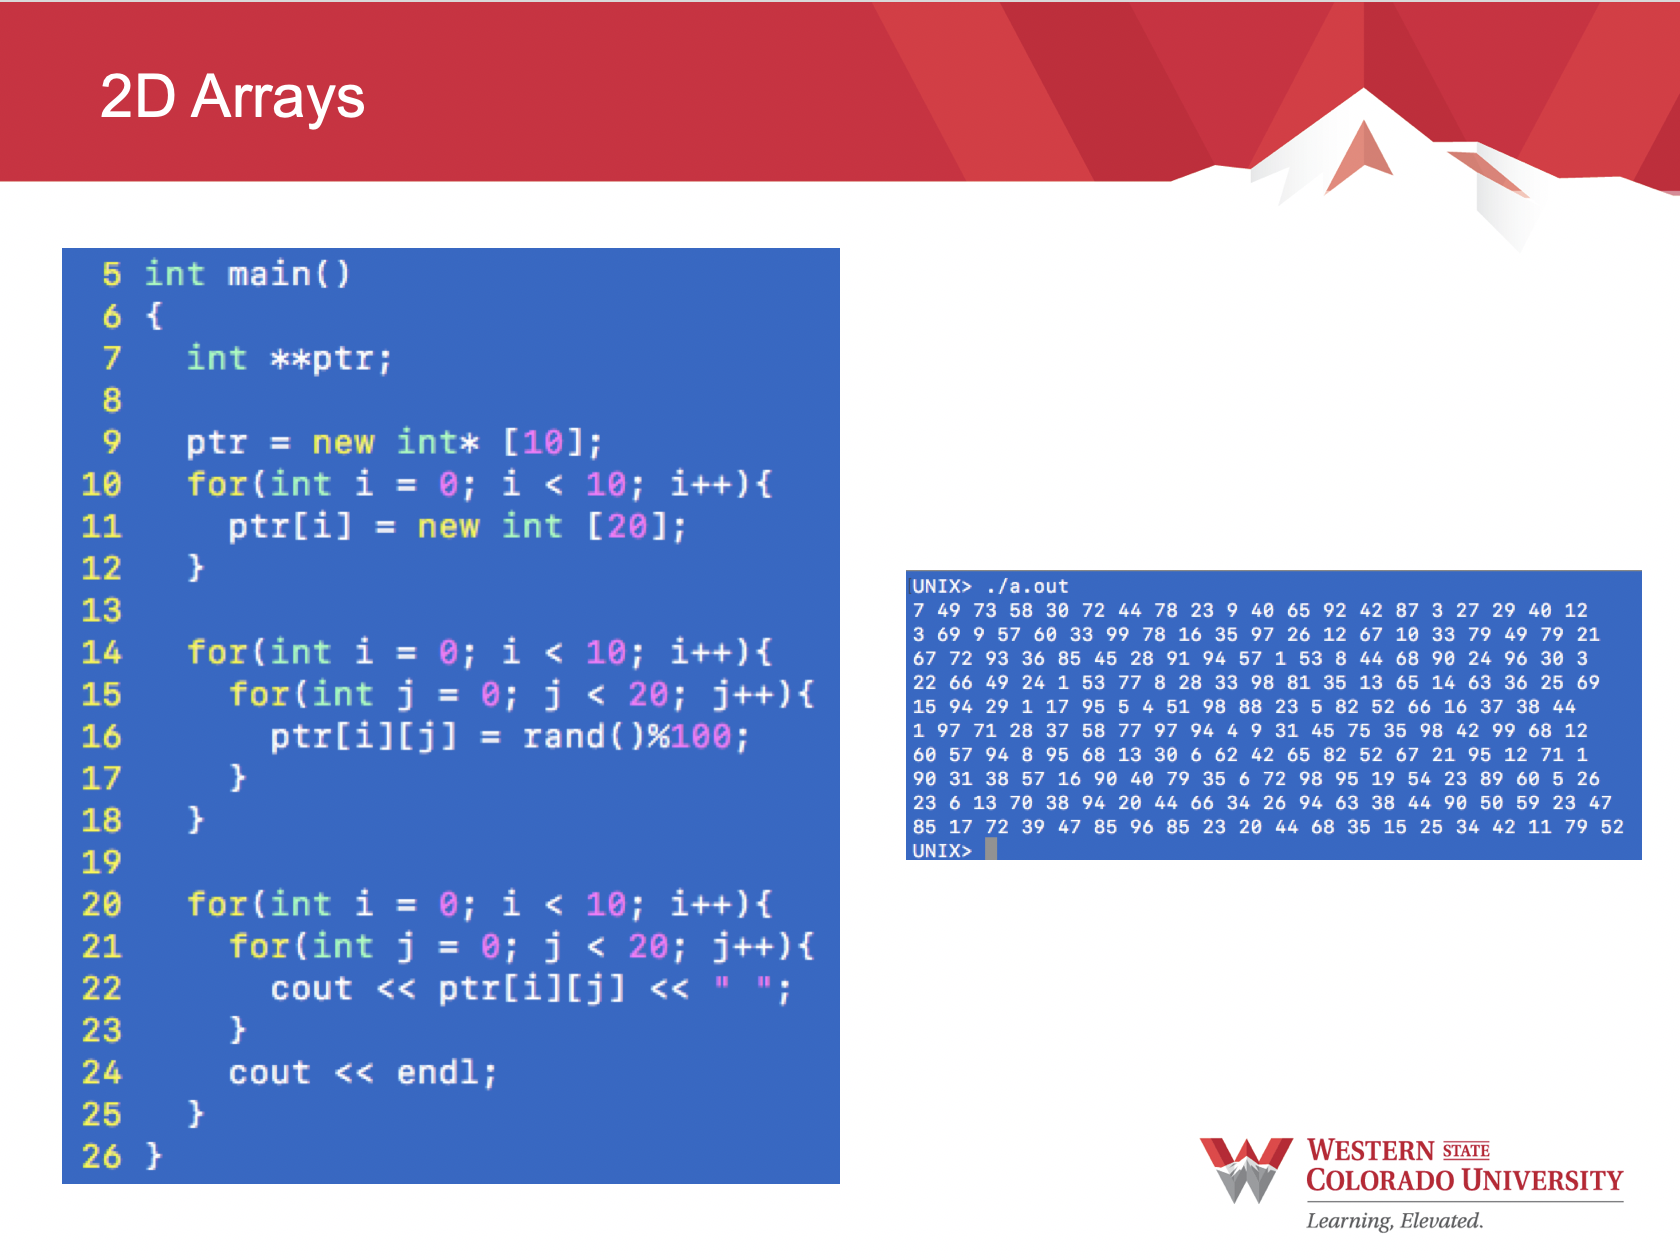 2D Arrays
5 int main()
6 {
7   int **ptr;
8
9   ptr = new int* [10];
10   for(int i = 0; i < 10; i++){
11     ptr[i] = new int [20];
12   }
13
14   for(int i = 0; i < 10; i++){
15     for(int j = 0; j < 20; j++){
16       ptr[i][j] = rand()%100;
17     }
18   }
19
20   for(int i = 0; i < 10; i++){
21     for(int j = 0; j < 20; j++){
22       cout << ptr[i][j] << " ";
23     }
24     cout << endl;
25   }
26 }
UNIX> ./a.out
7 49 73 58 30 72 44 78 23 9 40 65 92 42 87 3 27 29 40 12
3 69 9 57 60 33 99 78 16 35 97 26 12 67 10 33 79 49 79 21
67 72 93 36 85 45 28 91 94 57 1 53 8 44 68 90 24 96 30 3
22 66 49 24 1 53 77 8 28 33 98 81 35 13 65 14 63 36 25 69
15 94 29 1 17 95 5 4 51 98 88 23 5 82 52 66 16 37 38 44
1 97 71 28 37 58 77 97 94 4 9 31 45 75 35 98 42 99 68 12
60 57 94 8 95 68 13 30 6 62 42 65 82 52 67 21 95 12 71 1
90 31 38 57 16 90 40 79 35 6 72 98 95 19 54 23 89 60 5 26
23 6 13 70 38 94 20 44 66 34 26 94 63 38 44 90 50 59 23 47
85 17 72 39 47 85 96 85 23 20 44 68 35 15 25 34 42 11 79 52
UNIX>
WESTERN STATE
COLORADO UNIVERSITY
Learning, Elevated.